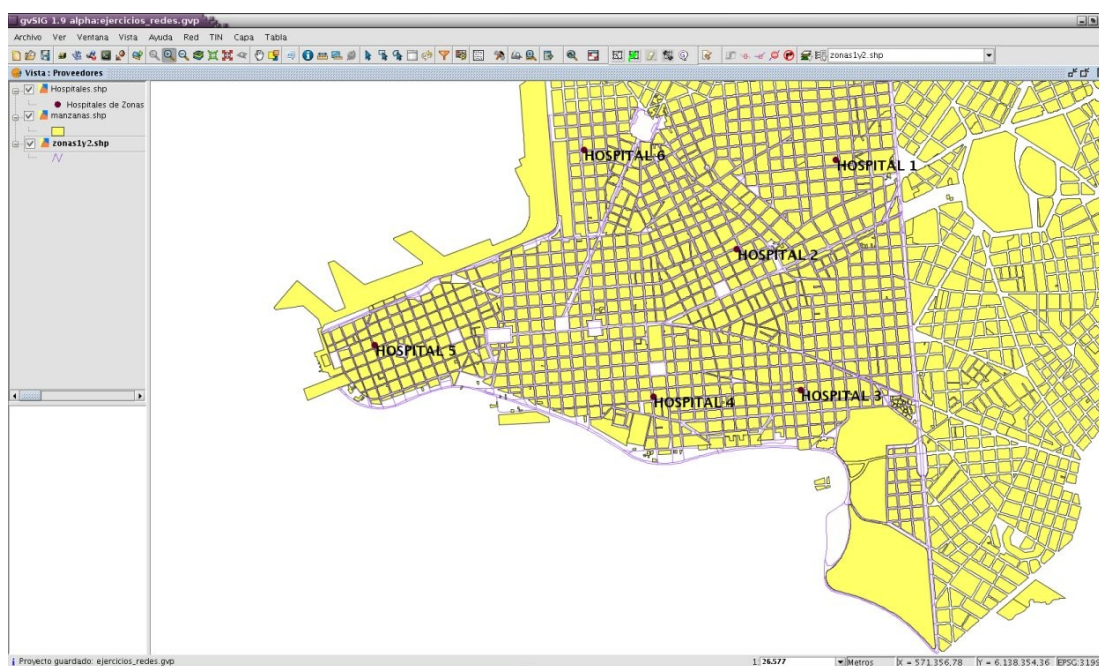 gvSIG 1.9 alpha:ejercicios_redes.gvp
Archivo Ver Ventana Vista Ayuda Red TIN Capa Tabla
zonas1y2.shp
Vista : Proveedores
Hospitales.shp
Hospitales de Zonas
manzanas.shp
zonas1y2.shp
HOSPITAL 6
HOSPITAL 1
HOSPITAL 2
HOSPITAL 5
HOSPITAL 4
HOSPITAL 3
Proyecto guardado: ejercicios_redes.gvp
1: 26.577 Metros X = 571.356,78 Y = 6.138.354,36 EPSG:3195